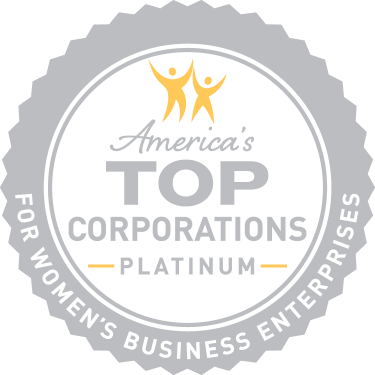 America's
TOP
CORPORATIONS
PLATINUM
FOR WOMEN'S BUSINESS ENTERPRISES